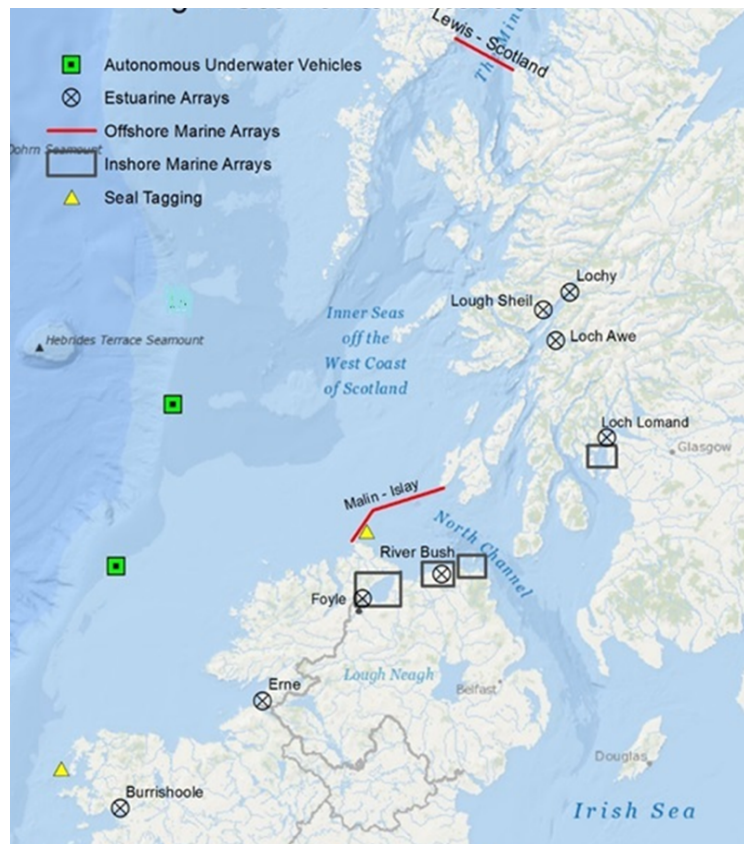 Lewis - Scotland
Autonomous Underwater Vehicles
Estuarine Arrays
Offshore Marine Arrays
Inshore Marine Arrays
Seal Tagging
Hebrides Terrace Seamount
Inner Seas
off the
West Coast
of Scotland
Lochy
Lough Sheil
Loch Awe
Loch Lomand
Glasgow
Malin - Islay
North Channel
River Bush
Foyle
Lough Neagh
Erne
Belfast
Douglas
Burrishoole
Irish Sea